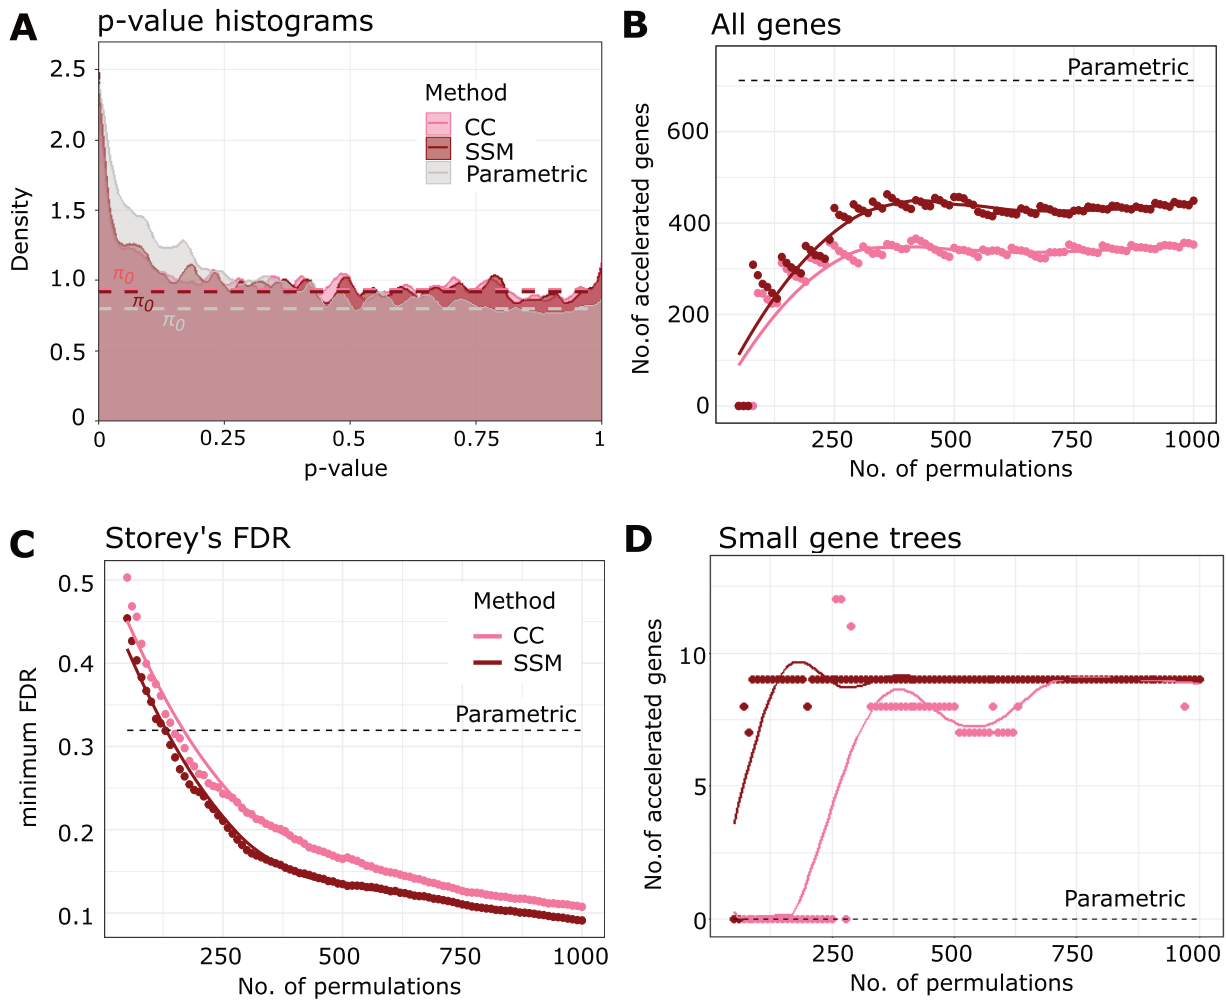 A p-value histograms
Density
2.5
2.0
1.5
1.0
0.5
0
Method
CC
SSM
Parametric
π0
π0
π0
0 0.25 0.5 0.75 1
p-value
B All genes
No.of accelerated genes
600
400
200
0
Parametric
250 500 750 1000
No. of permulations
C Storey's FDR
minimum FDR
0.5
0.4
0.3
0.2
0.1
Method
CC
SSM
Parametric
250 500 750 1000
No. of permulations
D Small gene trees
No.of accelerated genes
10
5
0
Parametric
250 500 750 1000
No. of permulations